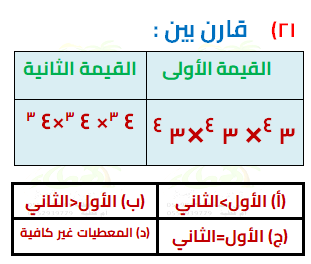 ٢١) قارن بين :
القيمة الأولى القيمة الثانية
٣ ٤ × ٣ ٤ × ٣ ٤ ٤ ٣ × ٤ ٣ × ٤ ٣
(أ) الأول>الثاني (ب) الأول<الثاني
(ج) الأول=الثاني (د) المعطيات غير كافية